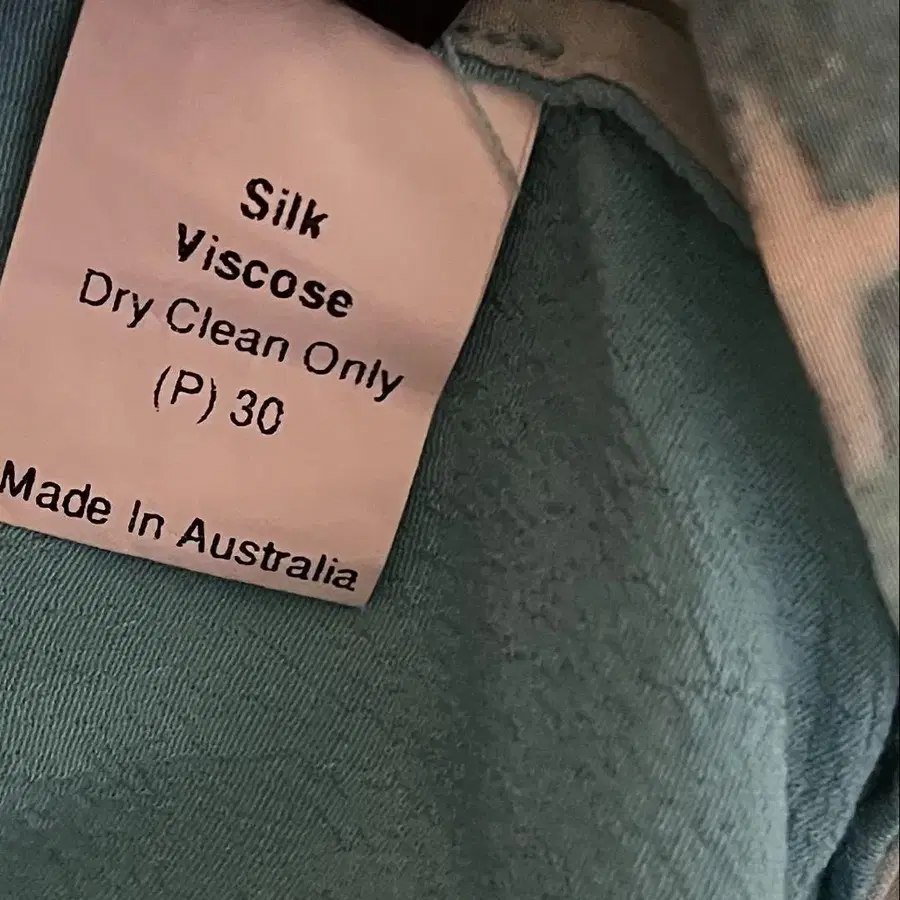 Silk
Viscose
Dry Clean Only
(P) 30
Made In Australia